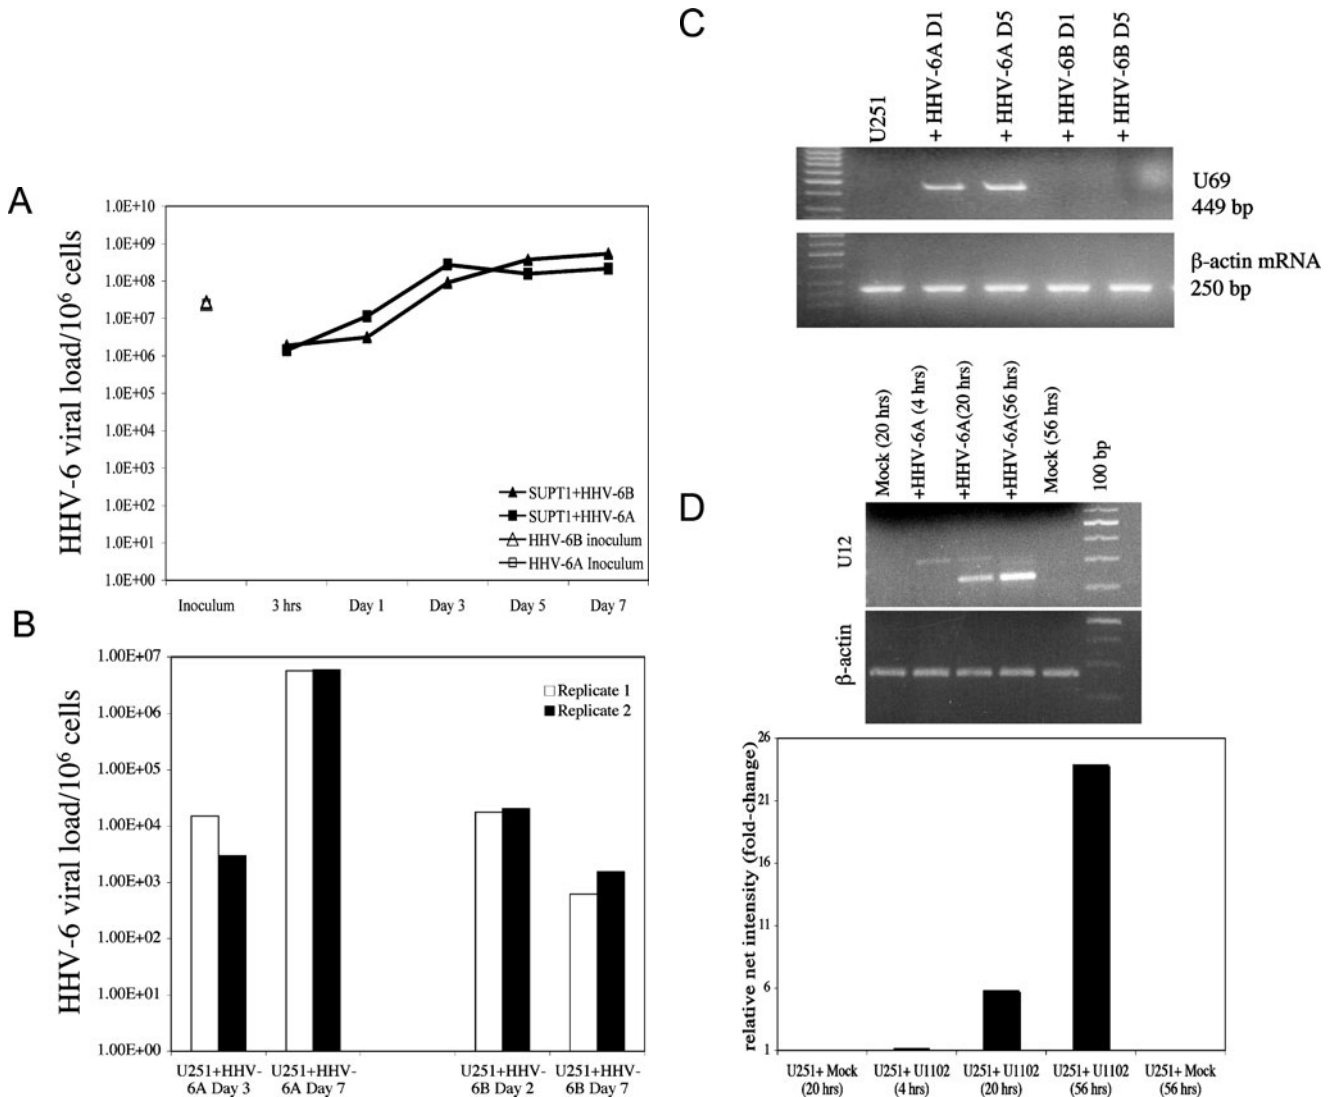 A
HHV-6 viral load/10⁶ cells
1.0E+10
1.0E+09
1.0E+08
1.0E+07
1.0E+06
1.0E+05
1.0E+04
1.0E+03
1.0E+02
1.0E+01
1.0E+00
SUPT1+HHV-6B
SUPT1+HHV-6A
HHV-6B inoculum
HHV-6A Inoculum
Inoculum 3 hrs Day 1 Day 3 Day 5 Day 7
B
HHV-6 viral load/10⁶ cells
1.00E+07
1.00E+06
1.00E+05
1.00E+04
1.00E+03
1.00E+02
1.00E+01
1.00E+00
Replicate 1
Replicate 2
U251+HHV-
6A Day 3
U251+HHV-
6A Day 7
U251+HHV-
6B Day 2
U251+HHV-
6B Day 7
C
U251
+ HHV-6A D1
+ HHV-6A D5
+ HHV-6B D1
+ HHV-6B D5
U69
449 bp
β-actin mRNA
250 bp
D
Mock (20 hrs)
+HHV-6A (4 hrs)
+HHV-6A(20 hrs)
+HHV-6A(56 hrs)
Mock (56 hrs)
100 bp
U12
β-actin
relative net intensity (fold-change)
26
21
16
11
6
1
U251+ Mock
(20 hrs)
U251+ U1102
(4 hrs)
U251+ U1102
(20 hrs)
U251+ U1102
(56 hrs)
U251+ Mock
(56 hrs)